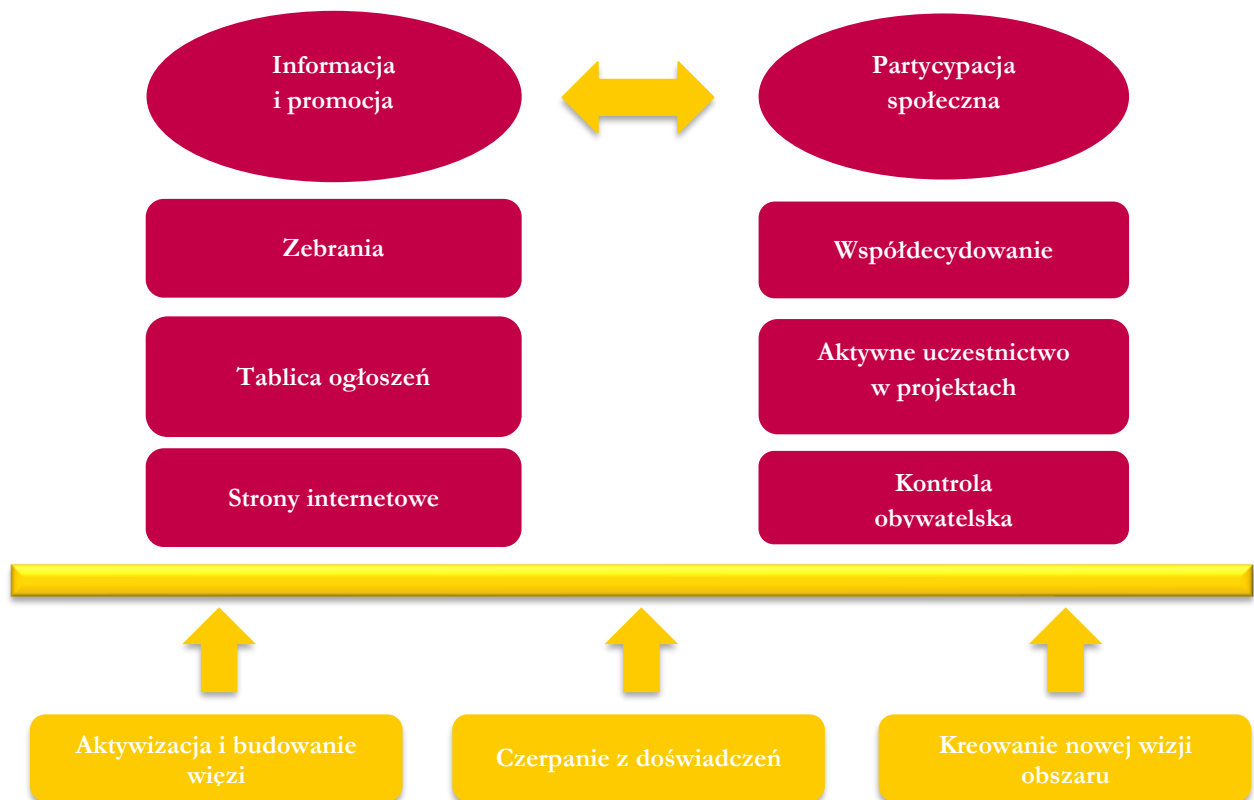 Informacja
i promocja
Partycypacja
społeczna
Zebrania
Współdecydowanie
Tablica ogłoszeń
Aktywne uczestnictwo
w projektach
Strony internetowe
Kontrola
obywatelska
Aktywizacja i budowanie
więzi
Czerpanie z doświadczeń
Kreowanie nowej wizji
obszaru